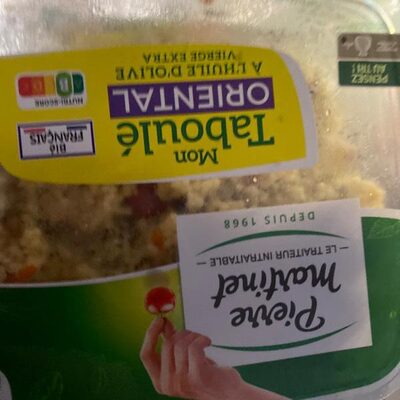 Pierre
Martinet
— LE TRAITEUR INTRAITABLE —
DEPUIS 1968
Mon
Taboulé
ORIENTAL
À L'HUILE D'OLIVE
VIERGE EXTRA
Blé
FRANÇAIS
NUTRI-SCORE
B
PENSEZ
AU TRI !